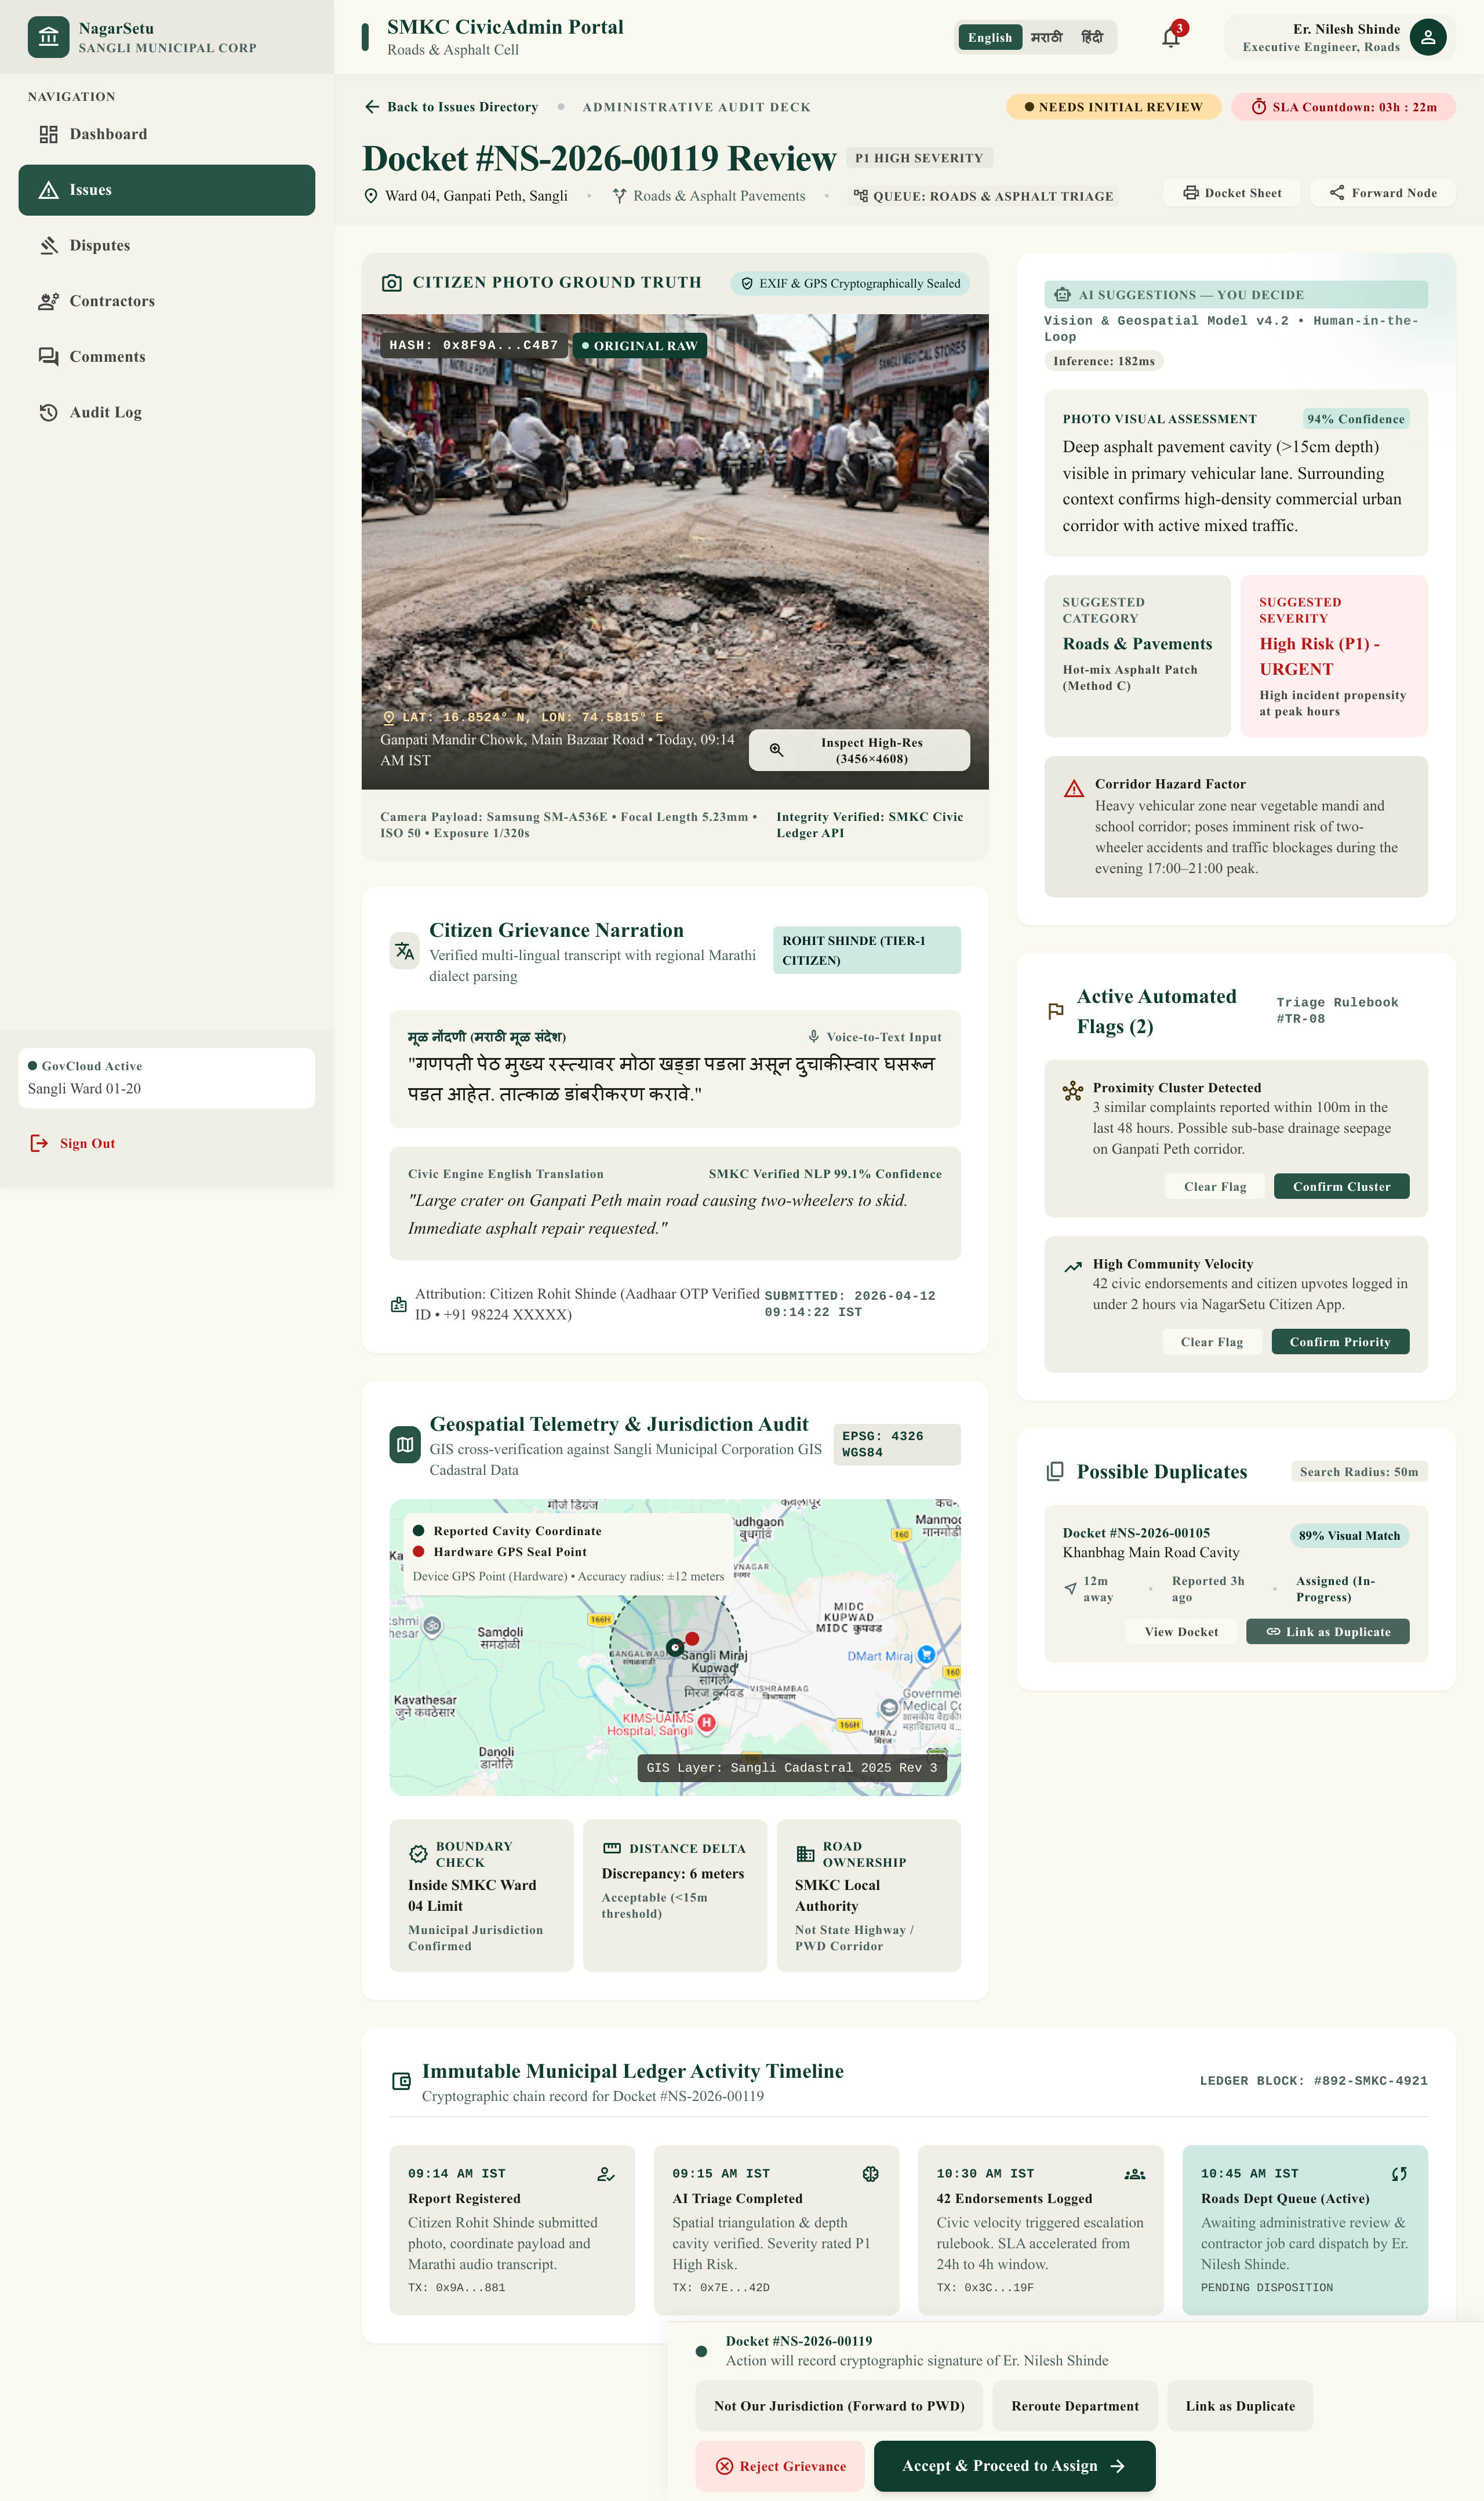 NagarSetu
SANGLI MUNICIPAL CORP
NAVIGATION
Dashboard
Issues
Disputes
Contractors
Comments
Audit Log
GovCloud Active
Sangli Ward 01-20
Sign Out
SMKC CivicAdmin Portal
Roads & Asphalt Cell
English
मराठी
हिंदी
3
Er. Nilesh Shinde
Executive Engineer, Roads
Back to Issues Directory
ADMINISTRATIVE AUDIT DECK
NEEDS INITIAL REVIEW
SLA Countdown: 03h : 22m
Docket #NS-2026-00119 Review
P1 HIGH SEVERITY
Ward 04, Ganpati Peth, Sangli
Roads & Asphalt Pavements
QUEUE: ROADS & ASPHALT TRIAGE
Docket Sheet
Forward Node
CITIZEN PHOTO GROUND TRUTH
EXIF & GPS Cryptographically Sealed
HASH: 0x8F9A...C4B7
ORIGINAL RAW
SANGLI MEDICAL STORES
LAT: 16.8524° N, LON: 74.5815° E
Ganpati Mandir Chowk, Main Bazaar Road • Today, 09:14
AM IST
Inspect High-Res
(3456×4608)
Camera Payload: Samsung SM-A536E • Focal Length 5.23mm •
ISO 50 • Exposure 1/320s
Integrity Verified: SMKC Civic
Ledger API
Citizen Grievance Narration
Verified multi-lingual transcript with regional Marathi
dialect parsing
ROHIT SHINDE (TIER-1
CITIZEN)
मूळ नोंदणी (मराठी मूळ संदेश)
Voice-to-Text Input
"गणपती पेठ मुख्य रस्त्यावर मोठा खड्डा पडला असून दुचाकीस्वार घसरून
पडत आहेत. तात्काळ डांबरीकरण करावे."
Civic Engine English Translation
SMKC Verified NLP 99.1% Confidence
"Large crater on Ganpati Peth main road causing two-wheelers to skid.
Immediate asphalt repair requested."
Attribution: Citizen Rohit Shinde (Aadhaar OTP Verified
ID • +91 98224 XXXXX)
SUBMITTED: 2026-04-12
09:14:22 IST
Geospatial Telemetry & Jurisdiction Audit
GIS cross-verification against Sangli Municipal Corporation GIS
Cadastral Data
EPSG: 4326
WGS84
Reported Cavity Coordinate
Hardware GPS Seal Point
Device GPS Point (Hardware) • Accuracy radius: ±12 meters
मौजे डिग्रज
कवलापूर
Budhgaon
बुधगाव
160
Manmod
मानमोडी
166H
MIDC
KUPWAD
MIDC कुपवाड
Samdoli
समडोळी
Sangli Miraj
Kupwad
सांगली
मिरज कुपवड
DMart Miraj
160
VISHRAMBAG
विश्रामबाग
Kavathesar
जुने कवठेसार
KIMS-UAIMS
Hospital, Sangli
166H
MIRAJ
मिरज
Danoli
डानोलि
GIS Layer: Sangli Cadastral 2025 Rev 3
BOUNDARY
CHECK
Inside SMKC Ward
04 Limit
Municipal Jurisdiction
Confirmed
DISTANCE DELTA
Discrepancy: 6 meters
Acceptable (<15m
threshold)
ROAD
OWNERSHIP
SMKC Local
Authority
Not State Highway /
PWD Corridor
AI SUGGESTIONS — YOU DECIDE
Vision & Geospatial Model v4.2 • Human-in-the-
Loop
Inference: 182ms
PHOTO VISUAL ASSESSMENT
94% Confidence
Deep asphalt pavement cavity (>15cm depth)
visible in primary vehicular lane. Surrounding
context confirms high-density commercial urban
corridor with active mixed traffic.
SUGGESTED
CATEGORY
Roads & Pavements
Hot-mix Asphalt Patch
(Method C)
SUGGESTED
SEVERITY
High Risk (P1) -
URGENT
High incident propensity
at peak hours
Corridor Hazard Factor
Heavy vehicular zone near vegetable mandi and
school corridor; poses imminent risk of two-
wheeler accidents and traffic blockages during the
evening 17:00–21:00 peak.
Active Automated
Flags (2)
Triage Rulebook
#TR-08
Proximity Cluster Detected
3 similar complaints reported within 100m in the
last 48 hours. Possible sub-base drainage seepage
on Ganpati Peth corridor.
Clear Flag
Confirm Cluster
High Community Velocity
42 civic endorsements and citizen upvotes logged in
under 2 hours via NagarSetu Citizen App.
Clear Flag
Confirm Priority
Possible Duplicates
Search Radius: 50m
Docket #NS-2026-00105
Khanbhag Main Road Cavity
89% Visual Match
12m
away
Reported 3h
ago
Assigned (In-
Progress)
View Docket
Link as Duplicate
Immutable Municipal Ledger Activity Timeline
Cryptographic chain record for Docket #NS-2026-00119
LEDGER BLOCK: #892-SMKC-4921
09:14 AM IST
Report Registered
Citizen Rohit Shinde submitted
photo, coordinate payload and
Marathi audio transcript.
TX: 0x9A...881
09:15 AM IST
AI Triage Completed
Spatial triangulation & depth
cavity verified. Severity rated P1
High Risk.
TX: 0x7E...42D
10:30 AM IST
42 Endorsements Logged
Civic velocity triggered escalation
rulebook. SLA accelerated from
24h to 4h window.
TX: 0x3C...19F
10:45 AM IST
Roads Dept Queue (Active)
Awaiting administrative review &
contractor job card dispatch by Er.
Nilesh Shinde.
PENDING DISPOSITION
Docket #NS-2026-00119
Action will record cryptographic signature of Er. Nilesh Shinde
Not Our Jurisdiction (Forward to PWD)
Reroute Department
Link as Duplicate
Reject Grievance
Accept & Proceed to Assign